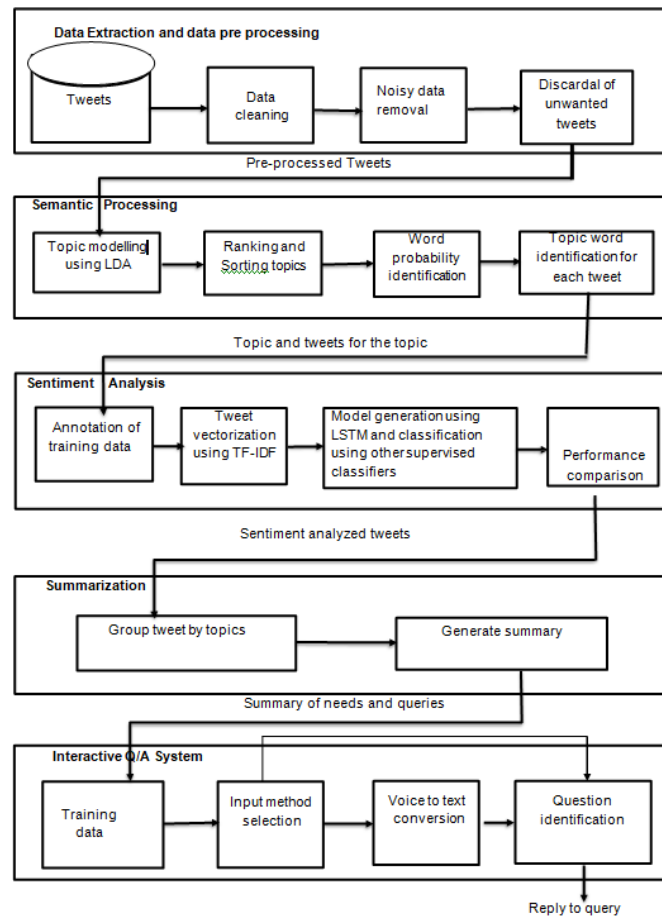 Data Extraction and data pre processing
Tweets
Data
cleaning
Noisy data
removal
Discardal of
unwanted
tweets
Pre-processed Tweets
Semantic Processing
Topic modelling
using LDA
Ranking and
Sorting topics
Word
probability
identification
Topic word
identification for
each tweet
Topic and tweets for the topic
Sentiment Analysis
Annotation of
training data
Tweet
vectorization
using TF-IDF
Model generation using
LSTM and classification
using other supervised
classifiers
Performance
comparison
Sentiment analyzed tweets
Summarization
Group tweet by topics
Generate summary
Summary of needs and queries
Interactive Q/A System
Training
data
Input method
selection
Voice to text
conversion
Question
identification
Reply to query